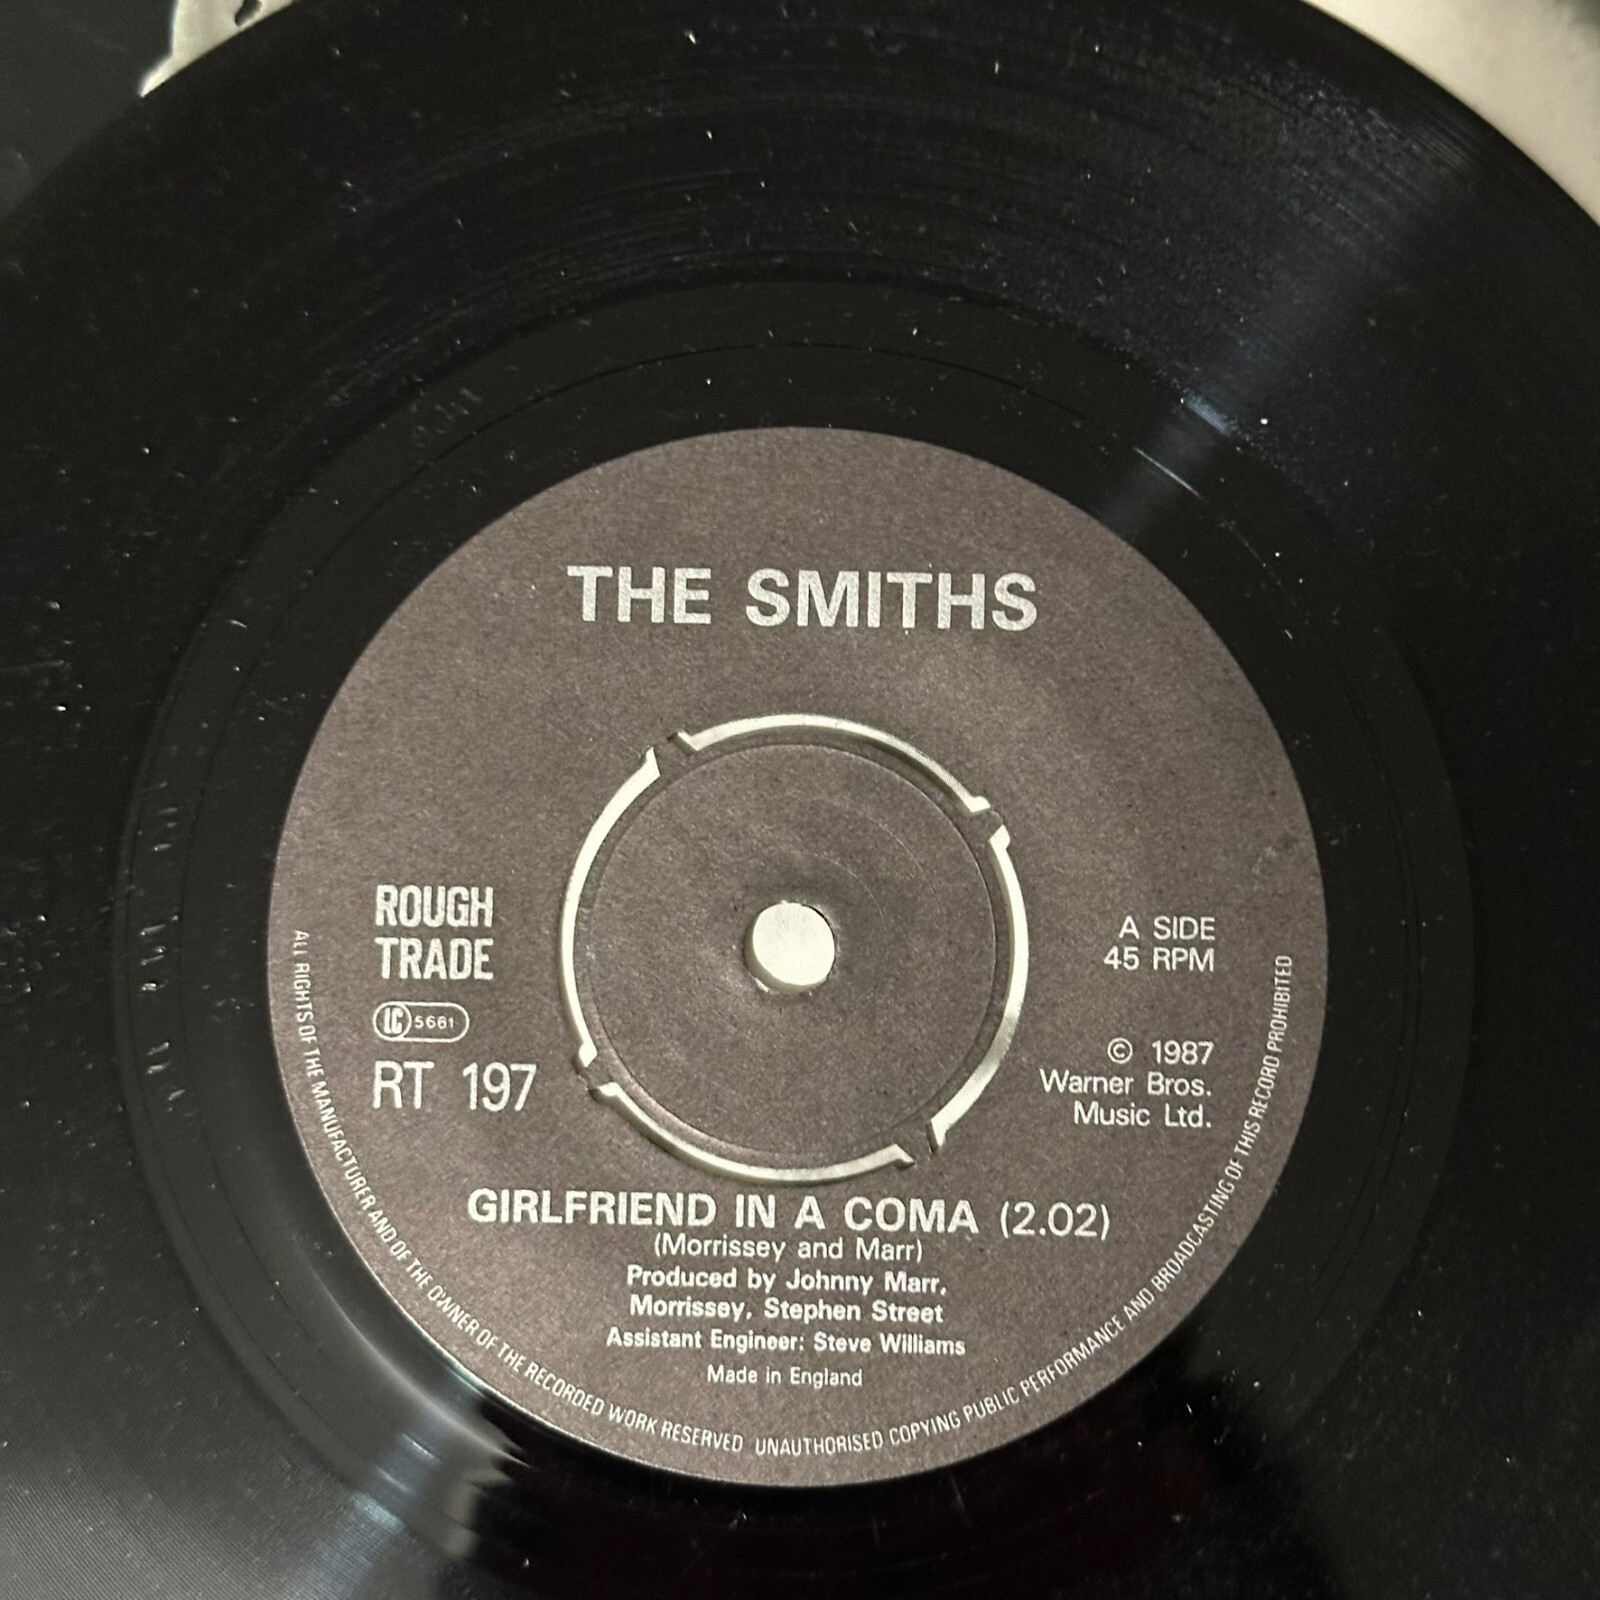 THE SMITHS
ROUGH
TRADE
LC 5661
RT 197
A SIDE
45 RPM
© 1987
Warner Bros.
Music Ltd.
GIRLFRIEND IN A COMA (2.02)
(Morrissey and Marr)
Produced by Johnny Marr,
Morrissey, Stephen Street
Assistant Engineer: Steve Williams
Made in England
ALL RIGHTS OF THE MANUFACTURER AND OF THE OWNER OF THE RECORDED WORK RESERVED UNAUTHORISED COPYING PUBLIC PERFORMANCE AND BROADCASTING OF THIS RECORD PROHIBITED